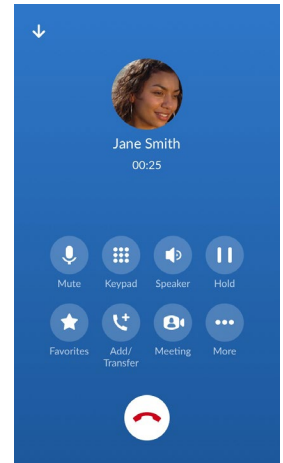 Jane Smith
00:25
Mute Keypad Speaker Hold
Favorites Add/ Meeting More
Transfer